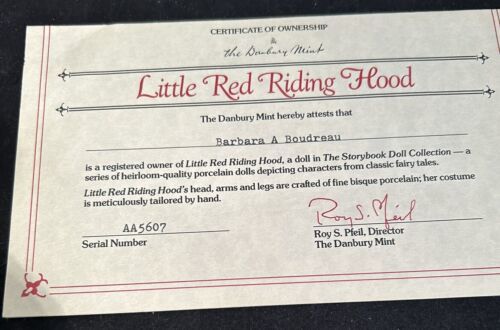 CERTIFICATE OF OWNERSHIP
&
the Danbury Mint
Little Red Riding Hood
The Danbury Mint hereby attests that
Barbara A Boudreau
is a registered owner of Little Red Riding Hood, a doll in The Storybook Doll Collection — a
series of heirloom-quality porcelain dolls depicting characters from classic fairy tales.
Little Red Riding Hood's head, arms and legs are crafted of fine bisque porcelain; her costume
is meticulously tailored by hand.
AA5607
Serial Number
Roy S. Pfeil
Roy S. Pfeil, Director
The Danbury Mint